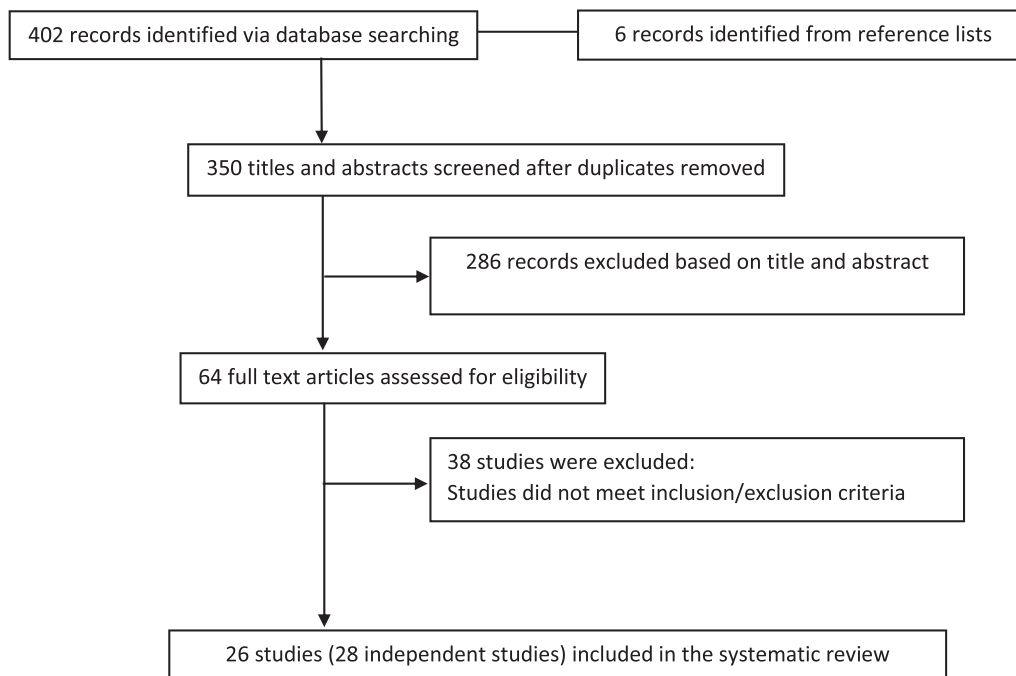 402 records identified via database searching
6 records identified from reference lists
350 titles and abstracts screened after duplicates removed
286 records excluded based on title and abstract
64 full text articles assessed for eligibility
38 studies were excluded:
Studies did not meet inclusion/exclusion criteria
26 studies (28 independent studies) included in the systematic review